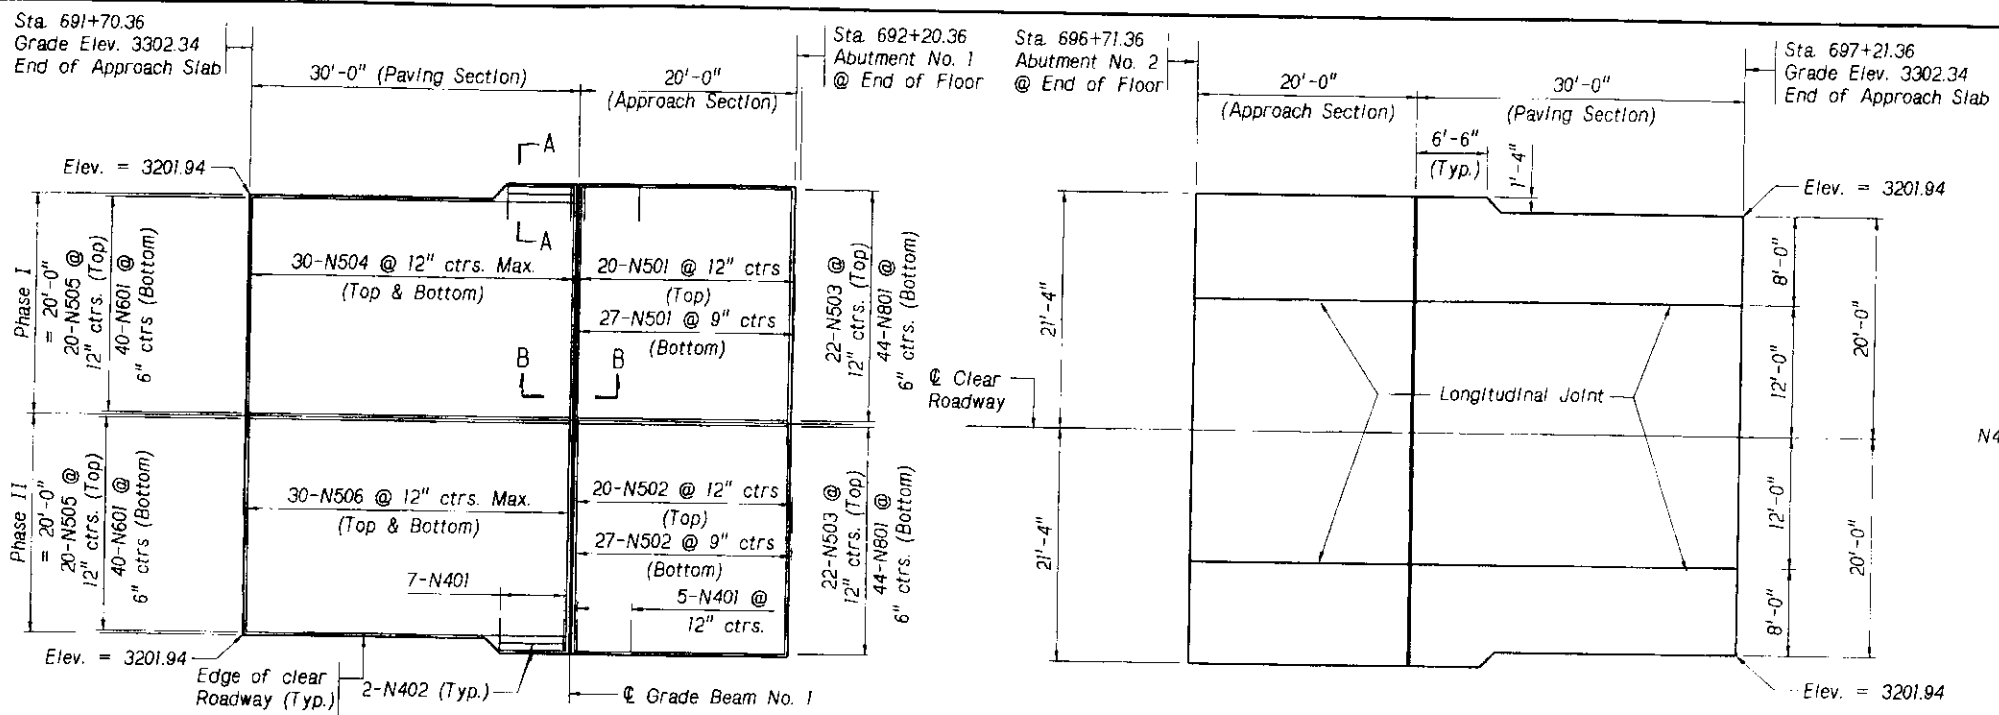 Sta. 691+70.36
Grade Elev. 3302.34
End of Approach Slab
30'-0" (Paving Section)
20'-0"
(Approach Section)
Sta. 692+20.36
Abutment No. 1
@ End of Floor
Sta. 696+71.36
Abutment No. 2
@ End of Floor
20'-0"
(Approach Section)
30'-0"
(Paving Section)
Sta. 697+21.36
Grade Elev. 3302.34
End of Approach Slab
6'-6"
(Typ.)
1'-4"
Elev. = 3201.94
A
A
Elev. = 3201.94
Phase I
= 20'-0"
20-N505 @
12" ctrs. (Top)
40-N601 @
6" ctrs (Bottom)
30-N504 @ 12" ctrs. Max.
(Top & Bottom)
20-N501 @ 12" ctrs
(Top)
27-N501 @ 9" ctrs
(Bottom)
B
B
22-N503 @
12" ctrs. (Top)
44-N801 @
6" ctrs. (Bottom)
21'-4"
8'-0"
12'-0"
20'-0"
℄ Clear
Roadway
Longitudinal Joint
N4
Phase II
= 20'-0"
20-N505 @
12" ctrs. (Top)
40-N601 @
6" ctrs (Bottom)
30-N506 @ 12" ctrs. Max.
(Top & Bottom)
20-N502 @ 12" ctrs
(Top)
27-N502 @ 9" ctrs
(Bottom)
7-N401
5-N401 @
12" ctrs.
22-N503 @
12" ctrs. (Top)
44-N801 @
6" ctrs. (Bottom)
21'-4"
12'-0"
8'-0"
20'-0"
Elev. = 3201.94
Edge of clear
Roadway (Typ.)
2-N402 (Typ.)
℄ Grade Beam No. 1
Elev. = 3201.94